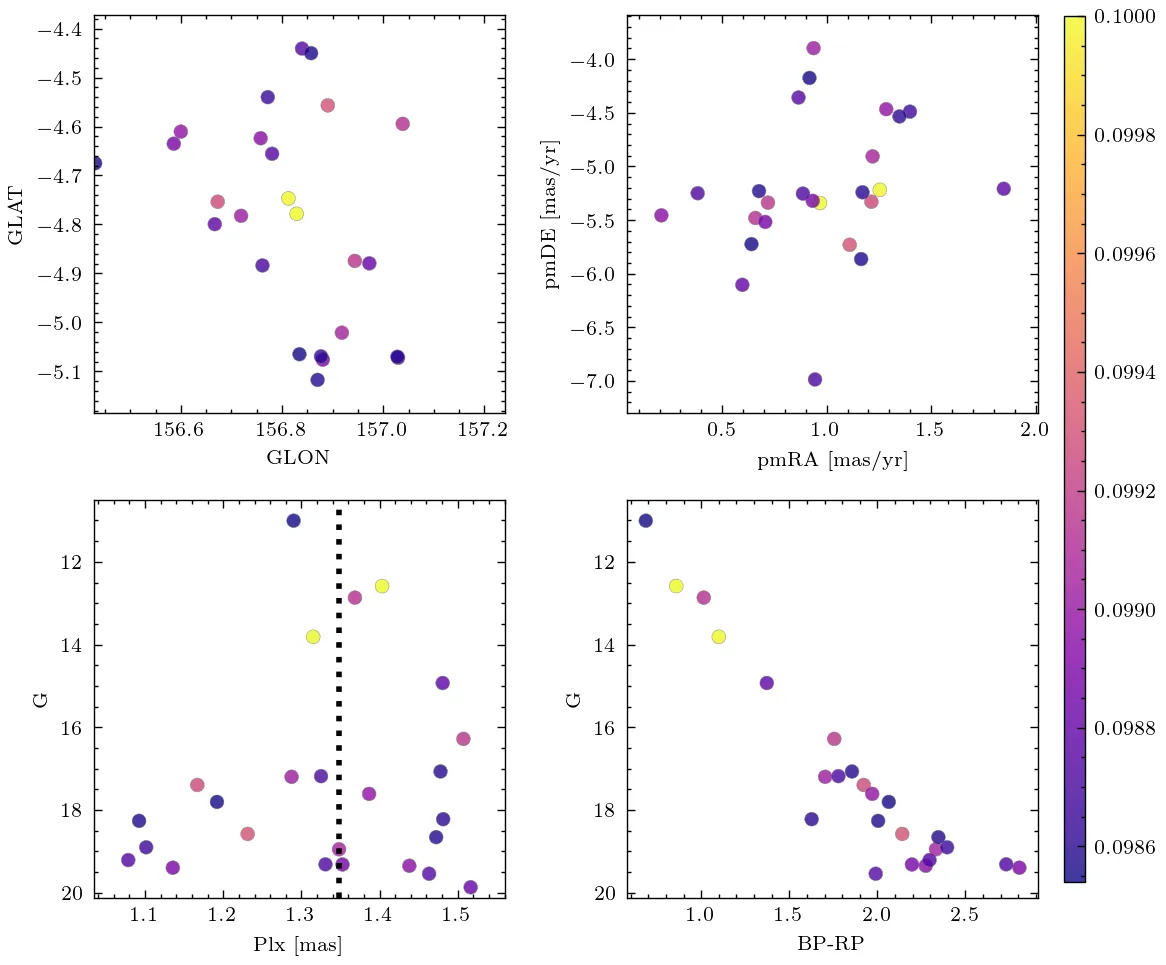 −4.4
−4.5
−4.6
−4.7
−4.8
−4.9
−5.0
−5.1
GLAT
156.6 156.8 157.0 157.2
GLON
−4.0
−4.5
−5.0
−5.5
−6.0
−6.5
−7.0
pmDE [mas/yr]
0.5 1.0 1.5 2.0
pmRA [mas/yr]
12
14
16
18
20
G
1.1 1.2 1.3 1.4 1.5
Plx [mas]
12
14
16
18
20
G
1.0 1.5 2.0 2.5
BP-RP
0.1000
0.0998
0.0996
0.0994
0.0992
0.0990
0.0988
0.0986